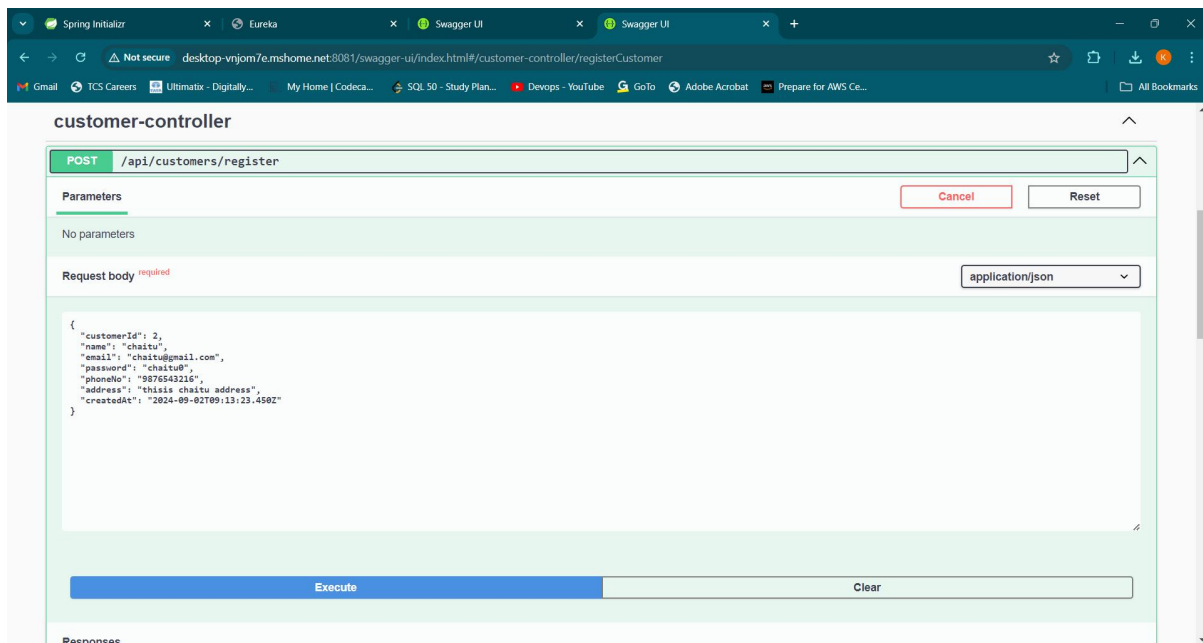 Spring Initializr
Eureka
Swagger UI
Swagger UI
Not secure desktop-vnjom7e.mshome.net:8081/swagger-ui/index.html#/customer-controller/registerCustomer
K
Gmail TCS Careers Ultimatix - Digitally... My Home | Codeca... SQL 50 - Study Plan... Devops - YouTube GoTo Adobe Acrobat Prepare for AWS Ce... All Bookmarks
customer-controller
POST /api/customers/register
Parameters
Cancel
Reset
No parameters
Request body required
application/json
{
"customerId": 2,
"name": "chaitu",
"email": "chaitu@gmail.com",
"password": "chaitu0",
"phoneNo": "9876543216",
"address": "thisis chaitu address",
"createdAt": "2024-09-02T09:13:23.450Z"
}
Execute
Clear
Responses